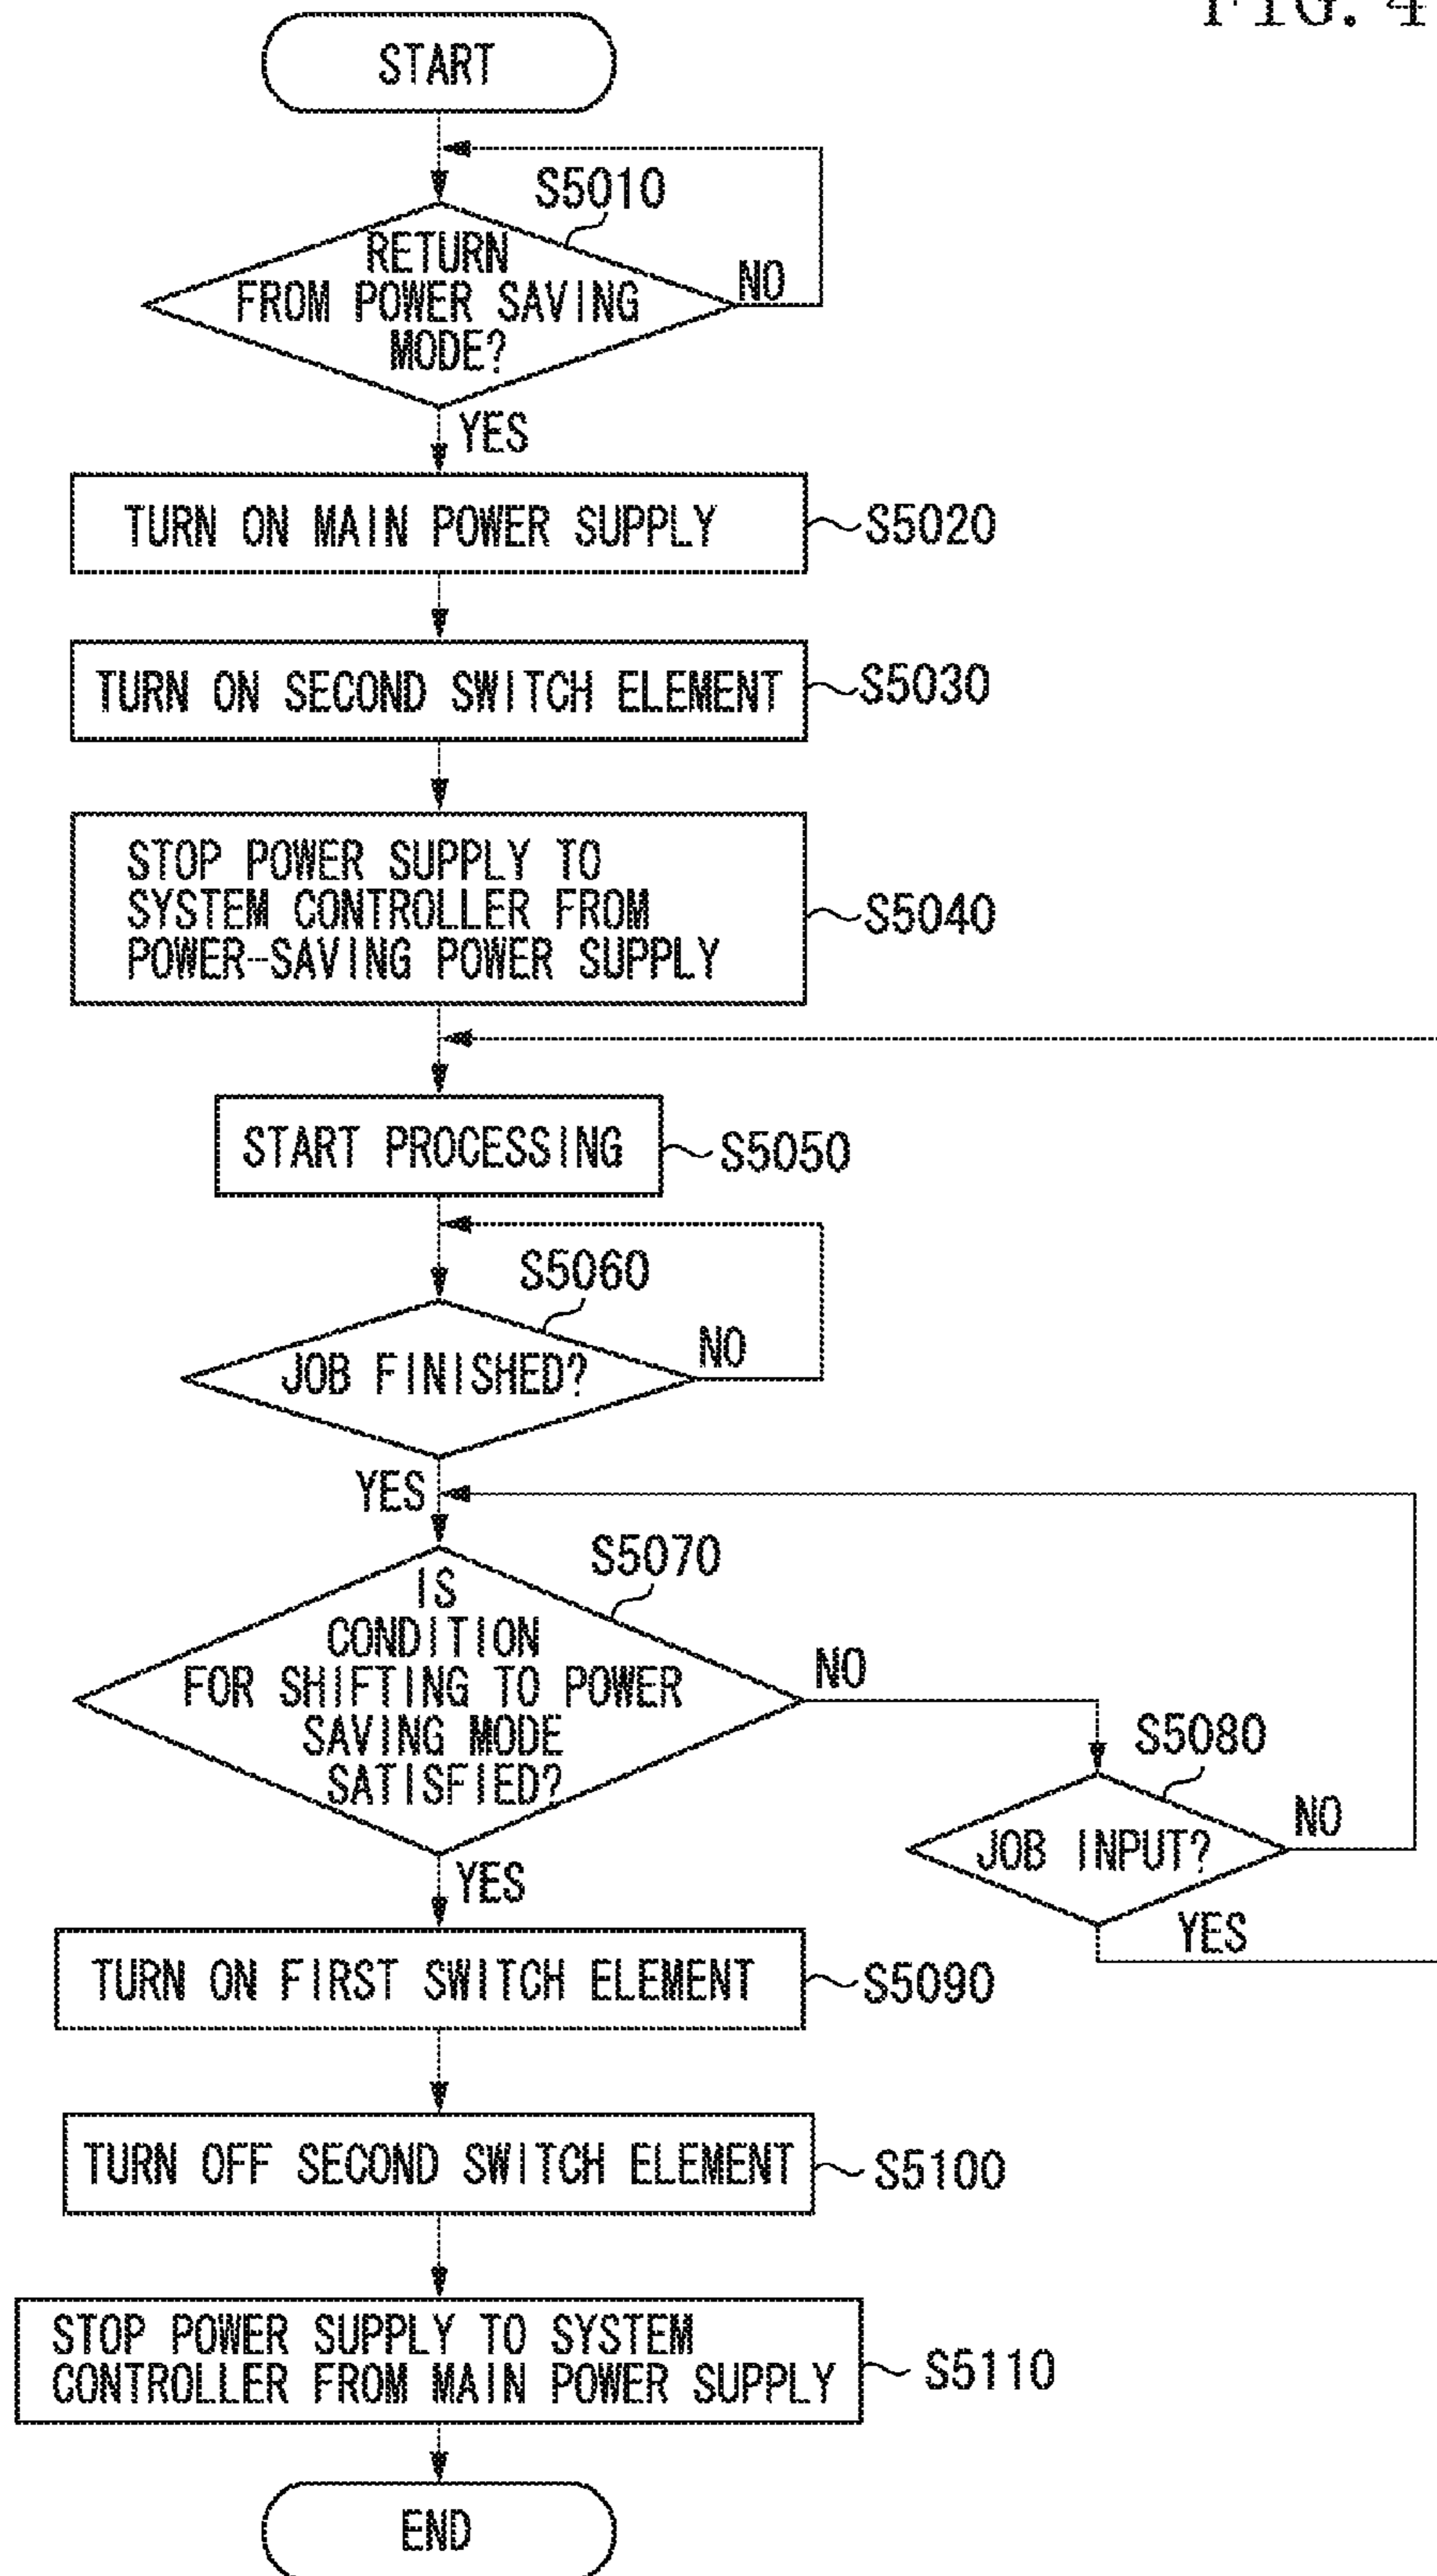 FIG. 4
START
S5010
RETURN
FROM POWER SAVING
MODE?
NO
YES
TURN ON MAIN POWER SUPPLY
S5020
TURN ON SECOND SWITCH ELEMENT
S5030
STOP POWER SUPPLY TO
SYSTEM CONTROLLER FROM
POWER-SAVING POWER SUPPLY
S5040
START PROCESSING
S5050
S5060
JOB FINISHED?
NO
YES
S5070
IS
CONDITION
FOR SHIFTING TO POWER
SAVING MODE
SATISFIED?
NO
S5080
JOB INPUT?
NO
YES
YES
TURN ON FIRST SWITCH ELEMENT
S5090
TURN OFF SECOND SWITCH ELEMENT
S5100
STOP POWER SUPPLY TO SYSTEM
CONTROLLER FROM MAIN POWER SUPPLY
S5110
END